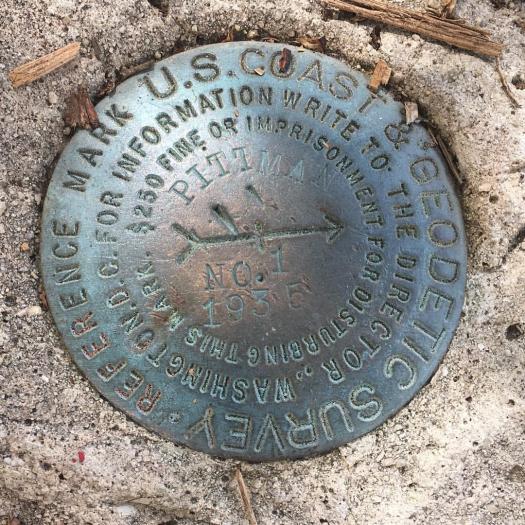 U.S. COAST & GEODETIC SURVEY
REFERENCE MARK
FOR INFORMATION WRITE TO THE DIRECTOR, WASHINGTON, D.C.
$250 FINE OR IMPRISONMENT FOR DISTURBING THIS MARK.
PITTMAN
NO. 1
1935